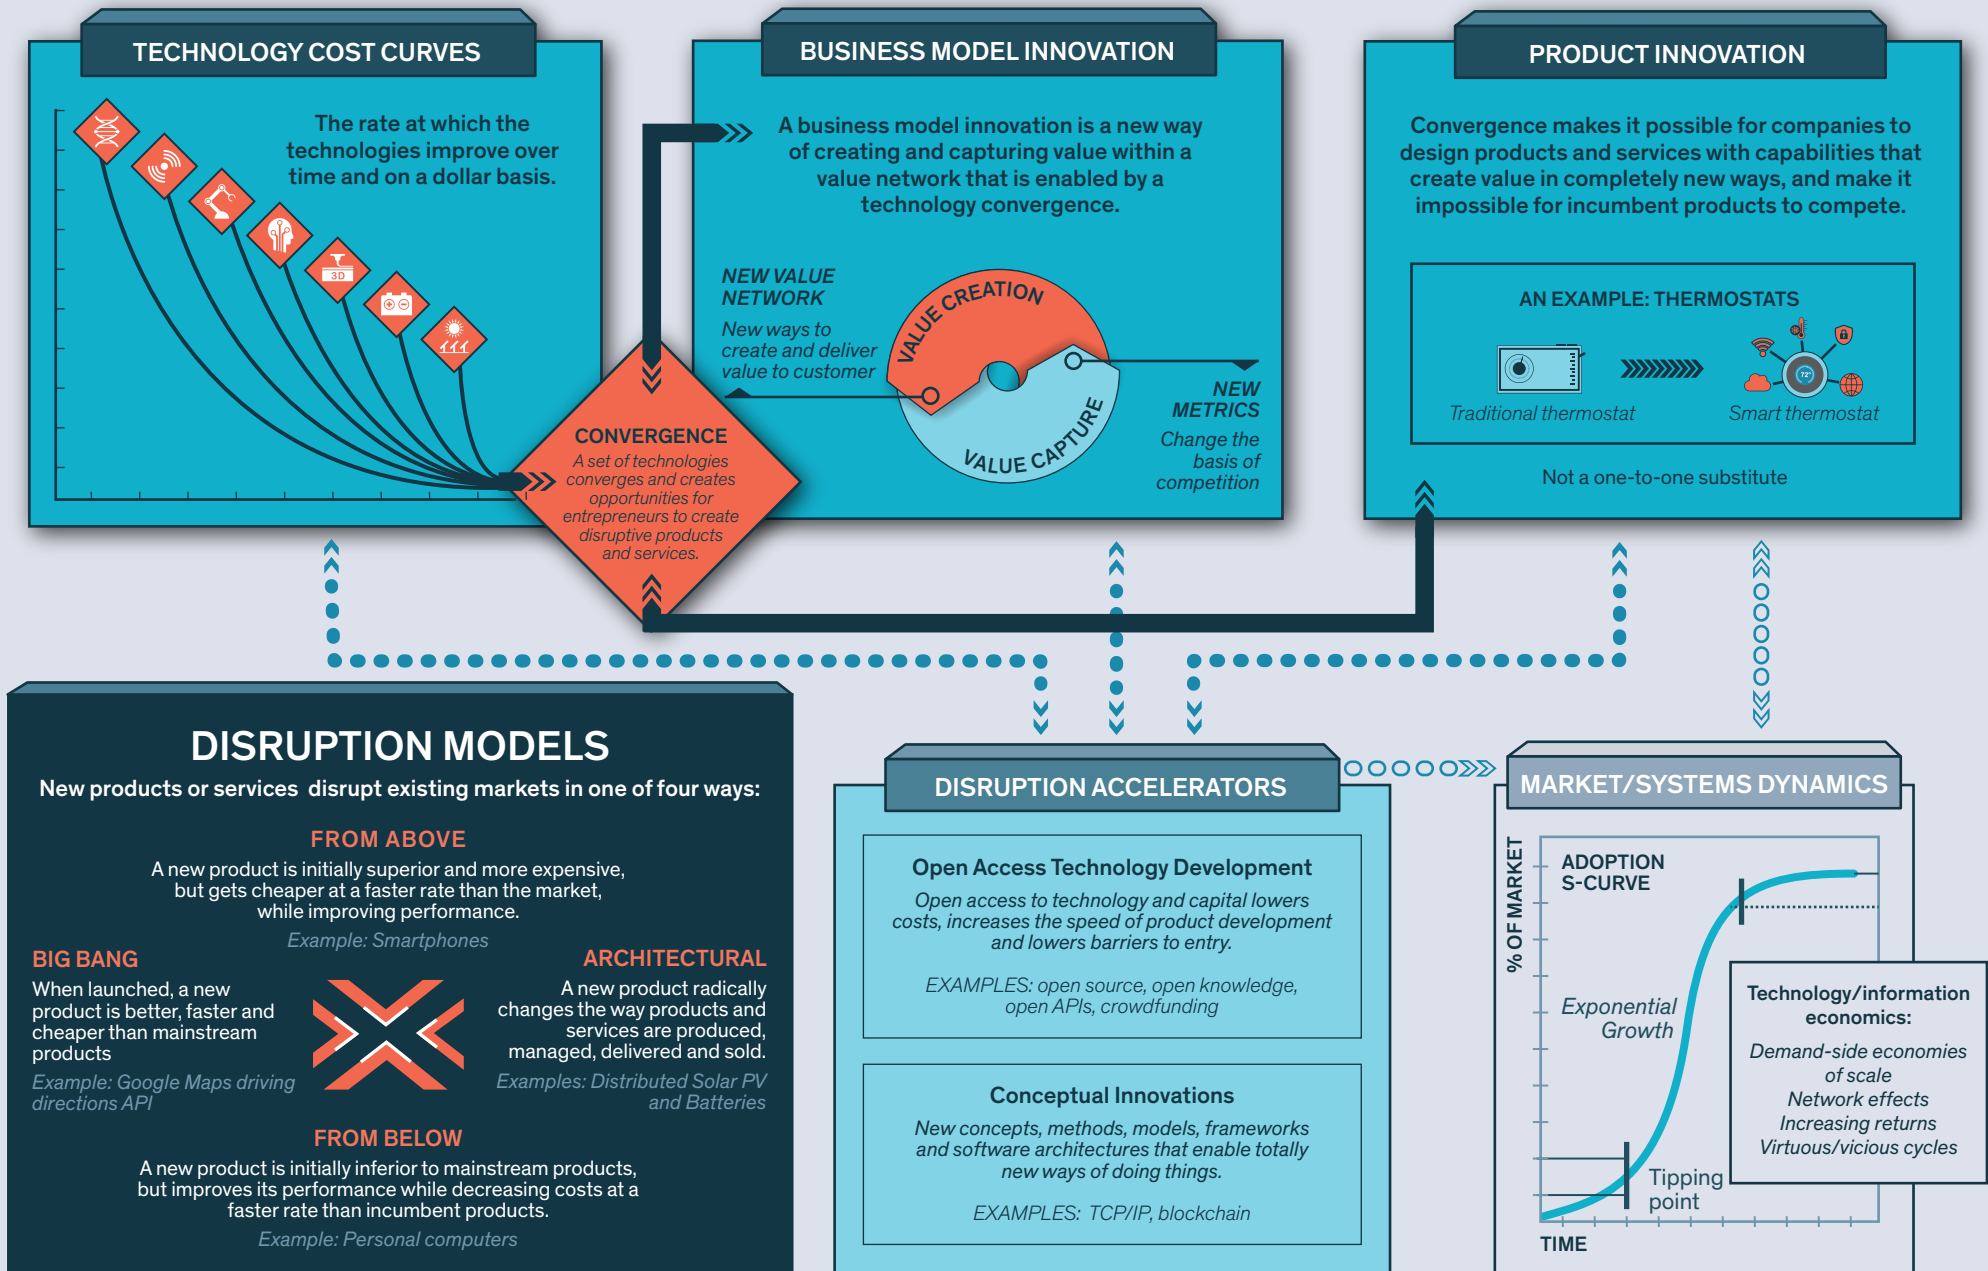 TECHNOLOGY COST CURVES
The rate at which the
technologies improve over
time and on a dollar basis.
3D
CONVERGENCE
A set of technologies
converges and creates
opportunities for
entrepreneurs to create
disruptive products
and services.
BUSINESS MODEL INNOVATION
A business model innovation is a new way
of creating and capturing value within a
value network that is enabled by a
technology convergence.
NEW VALUE
NETWORK
New ways to
create and deliver
value to customer
VALUE CREATION
VALUE CAPTURE
NEW
METRICS
Change the
basis of
competition
PRODUCT INNOVATION
Convergence makes it possible for companies to
design products and services with capabilities that
create value in completely new ways, and make it
impossible for incumbent products to compete.
AN EXAMPLE: THERMOSTATS
72°
Traditional thermostat
Smart thermostat
Not a one-to-one substitute
DISRUPTION MODELS
New products or services disrupt existing markets in one of four ways:
FROM ABOVE
A new product is initially superior and more expensive,
but gets cheaper at a faster rate than the market,
while improving performance.
Example: Smartphones
BIG BANG
When launched, a new
product is better, faster and
cheaper than mainstream
products
Example: Google Maps driving
directions API
ARCHITECTURAL
A new product radically
changes the way products and
services are produced,
managed, delivered and sold.
Examples: Distributed Solar PV
and Batteries
FROM BELOW
A new product is initially inferior to mainstream products,
but improves its performance while decreasing costs at a
faster rate than incumbent products.
Example: Personal computers
DISRUPTION ACCELERATORS
Open Access Technology Development
Open access to technology and capital lowers
costs, increases the speed of product development
and lowers barriers to entry.
EXAMPLES: open source, open knowledge,
open APIs, crowdfunding
Conceptual Innovations
New concepts, methods, models, frameworks
and software architectures that enable totally
new ways of doing things.
EXAMPLES: TCP/IP, blockchain
MARKET/SYSTEMS DYNAMICS
% OF MARKET
ADOPTION
S-CURVE
Exponential
Growth
Tipping
point
TIME
Technology/information
economics:
Demand-side economies
of scale
Network effects
Increasing returns
Virtuous/vicious cycles